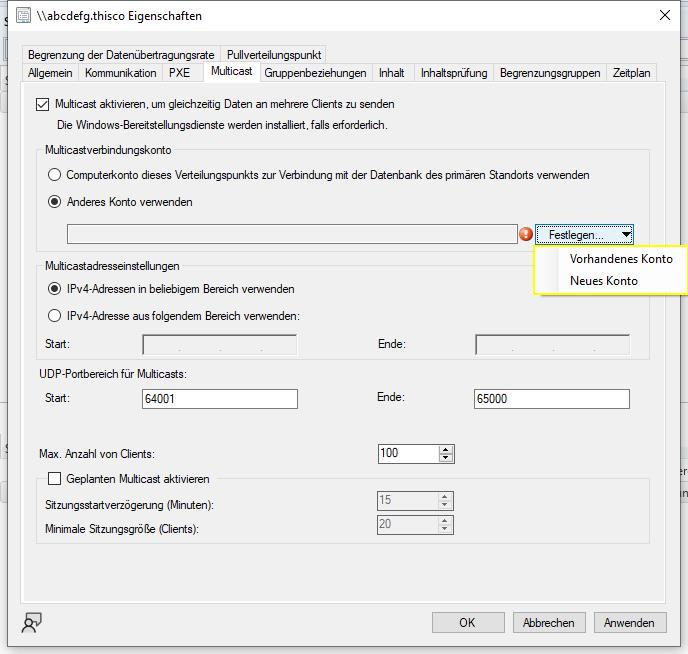 \\abcdefg.thisco Eigenschaften
Begrenzung der Datenübertragungsrate Pullverteilungspunkt
Allgemein Kommunikation PXE Multicast Gruppenbeziehungen Inhalt Inhaltsprüfung Begrenzungsgruppen Zeitplan
Multicast aktivieren, um gleichzeitig Daten an mehrere Clients zu senden
Die Windows-Bereitstellungsdienste werden installiert, falls erforderlich.
Multicastverbindungskonto
Computerkonto dieses Verteilungspunkts zur Verbindung mit der Datenbank des primären Standorts verwenden
Anderes Konto verwenden
Festlegen...
Vorhandenes Konto
Neues Konto
Multicastadresseinstellungen
IPv4-Adressen in beliebigem Bereich verwenden
IPv4-Adresse aus folgendem Bereich verwenden:
Start: . . . Ende: . . .
UDP-Portbereich für Multicasts:
Start: 64001 Ende: 65000
Max. Anzahl von Clients: 100
Geplanten Multicast aktivieren
Sitzungsstartverzögerung (Minuten): 15
Minimale Sitzungsgröße (Clients): 20
OK Abbrechen Anwenden